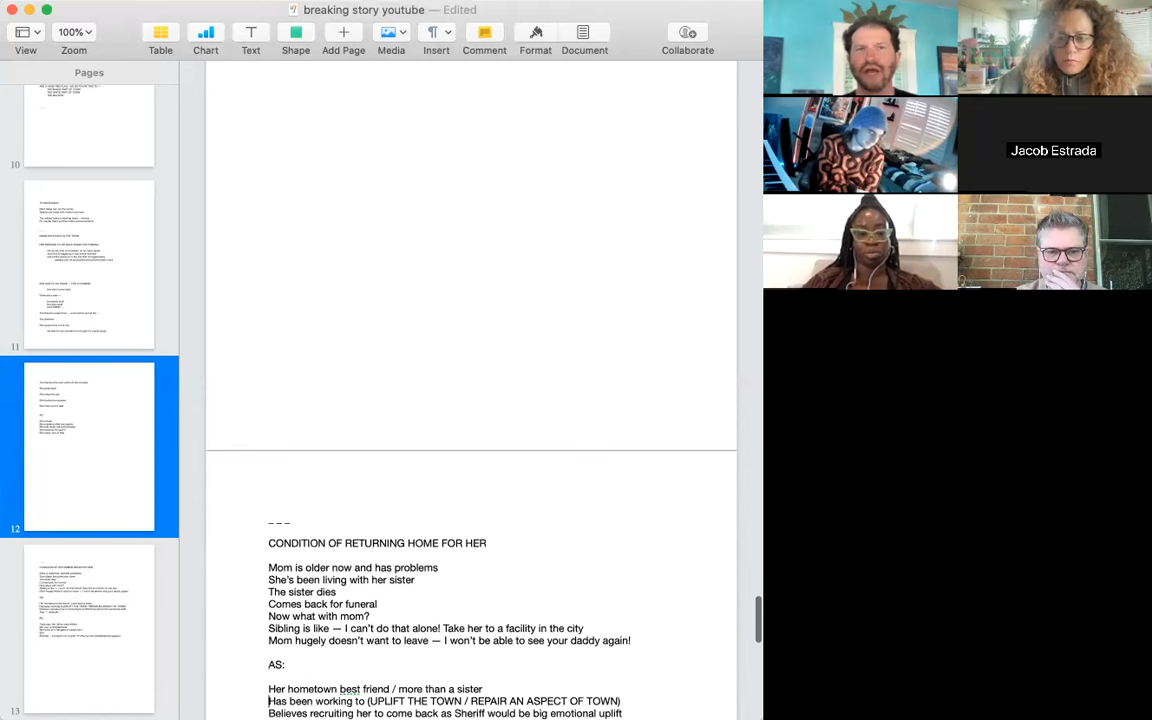 breaking story youtube — Edited
View
100%
Zoom
Table
Chart
Text
Shape
Add Page
Media
Insert
Comment
Format
Document
Collaborate
Pages
10
11
12
13
_ _ _
CONDITION OF RETURNING HOME FOR HER
Mom is older now and has problems
She's been living with her sister
The sister dies
Comes back for funeral
Now what with mom?
Sibling is like — I can't do that alone! Take her to a facility in the city
Mom hugely doesn't want to leave — I won't be able to see your daddy again!
AS:
Her hometown best friend / more than a sister
Has been working to (UPLIFT THE TOWN / REPAIR AN ASPECT OF TOWN)
Believes recruiting her to come back as Sheriff would be big emotional uplift
Jacob Estrada